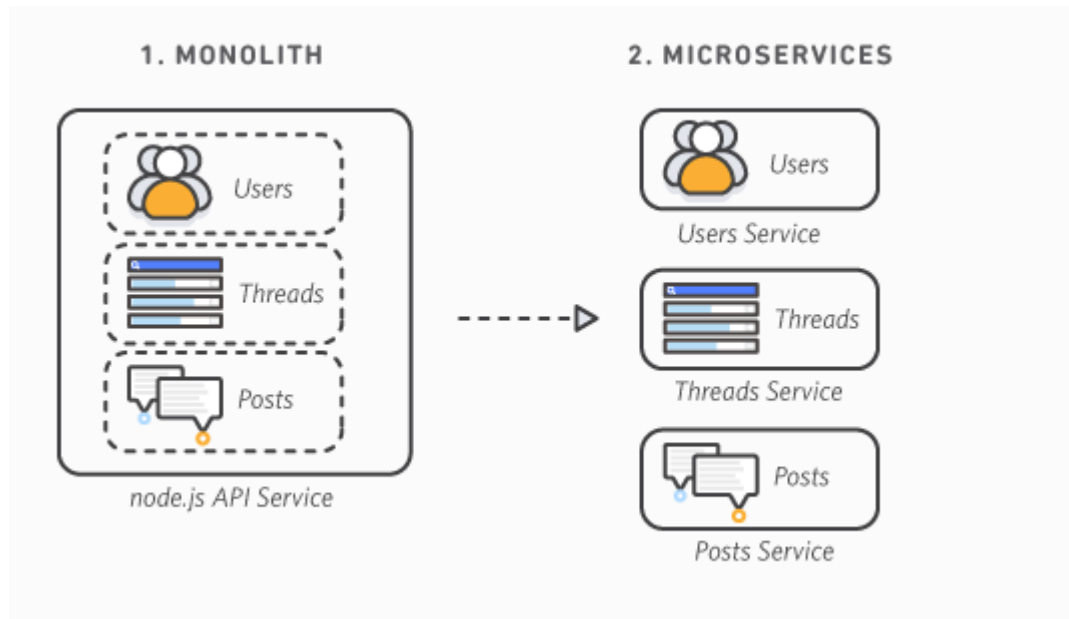 1. MONOLITH
Users
Threads
Posts
node.js API Service
2. MICROSERVICES
Users
Users Service
Threads
Threads Service
Posts
Posts Service